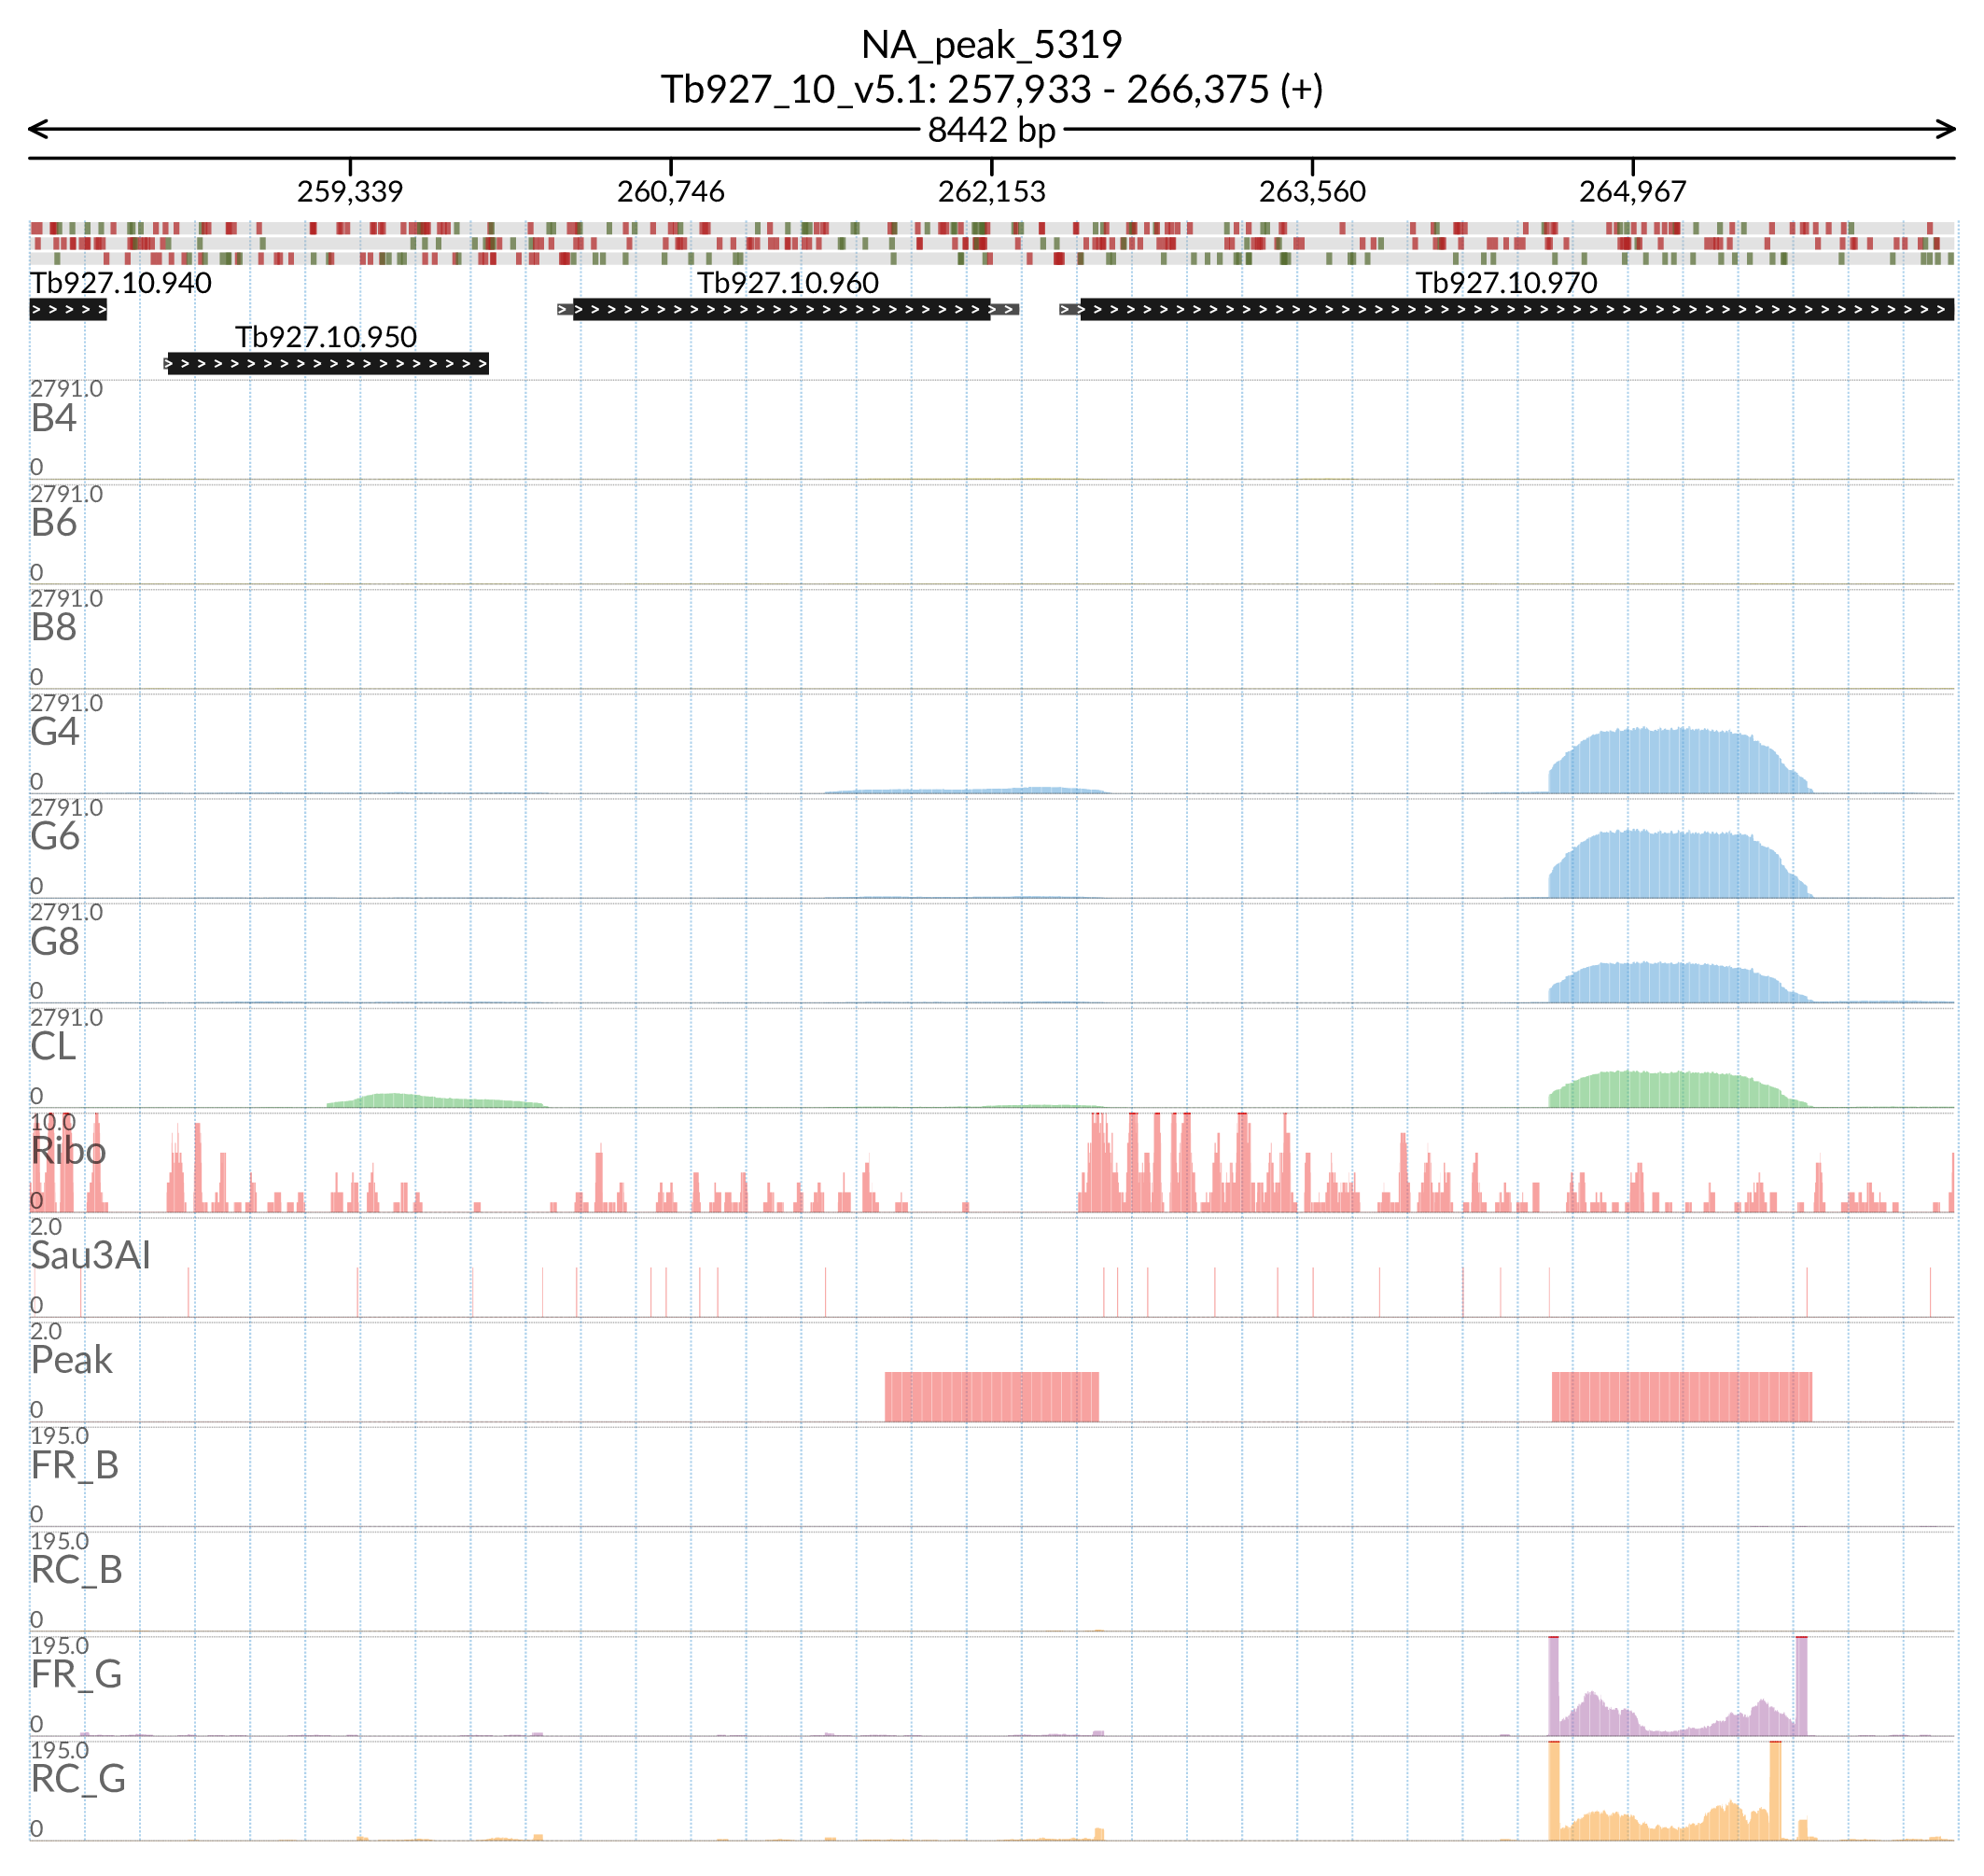 NA_peak_5319
Tb927_10_v5.1: 257,933 - 266,375 (+)
8442 bp
259,339 260,746 262,153 263,560 264,967
Tb927.10.940 Tb927.10.960 Tb927.10.970
Tb927.10.950
2791.0
B4
0
2791.0
B6
0
2791.0
B8
0
2791.0
G4
0
2791.0
G6
0
2791.0
G8
0
2791.0
CL
0
10.0
Ribo
0
2.0
Sau3AI
0
2.0
Peak
0
195.0
FR_B
0
195.0
RC_B
0
195.0
FR_G
0
195.0
RC_G
0